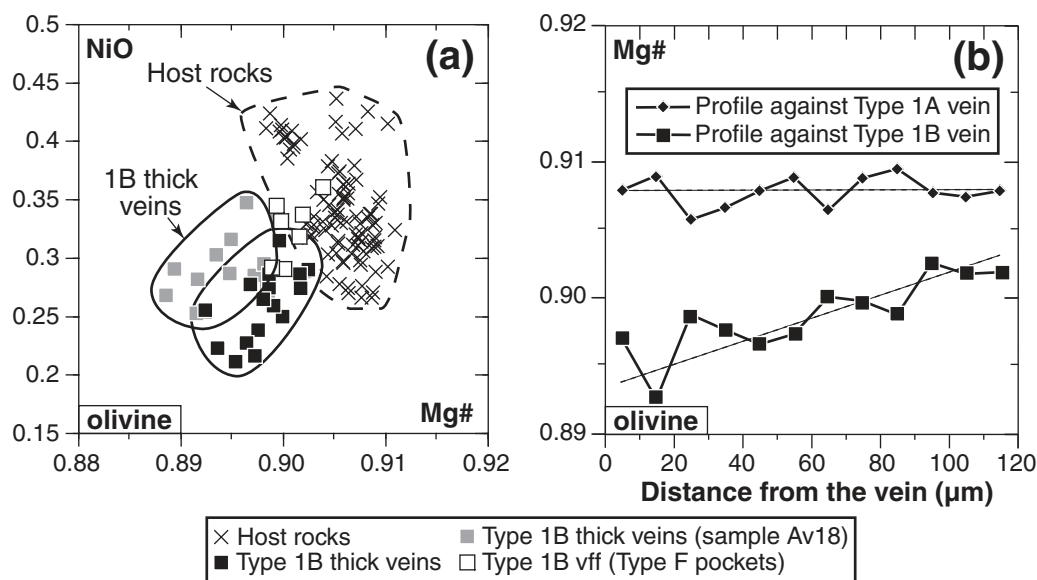 0.5
0.45
0.4
0.35
0.3
0.25
0.2
0.15
0.88
0.89
0.90
0.91
0.92
NiO
(a)
Host rocks
1B thick
veins
olivine
Mg#
0.92
0.91
0.90
0.89
0
20
40
60
80
100
120
Mg#
(b)
Profile against Type 1A vein
Profile against Type 1B vein
olivine
Distance from the vein (µm)
Host rocks
Type 1B thick veins (sample Av18)
Type 1B thick veins
Type 1B vff (Type F pockets)